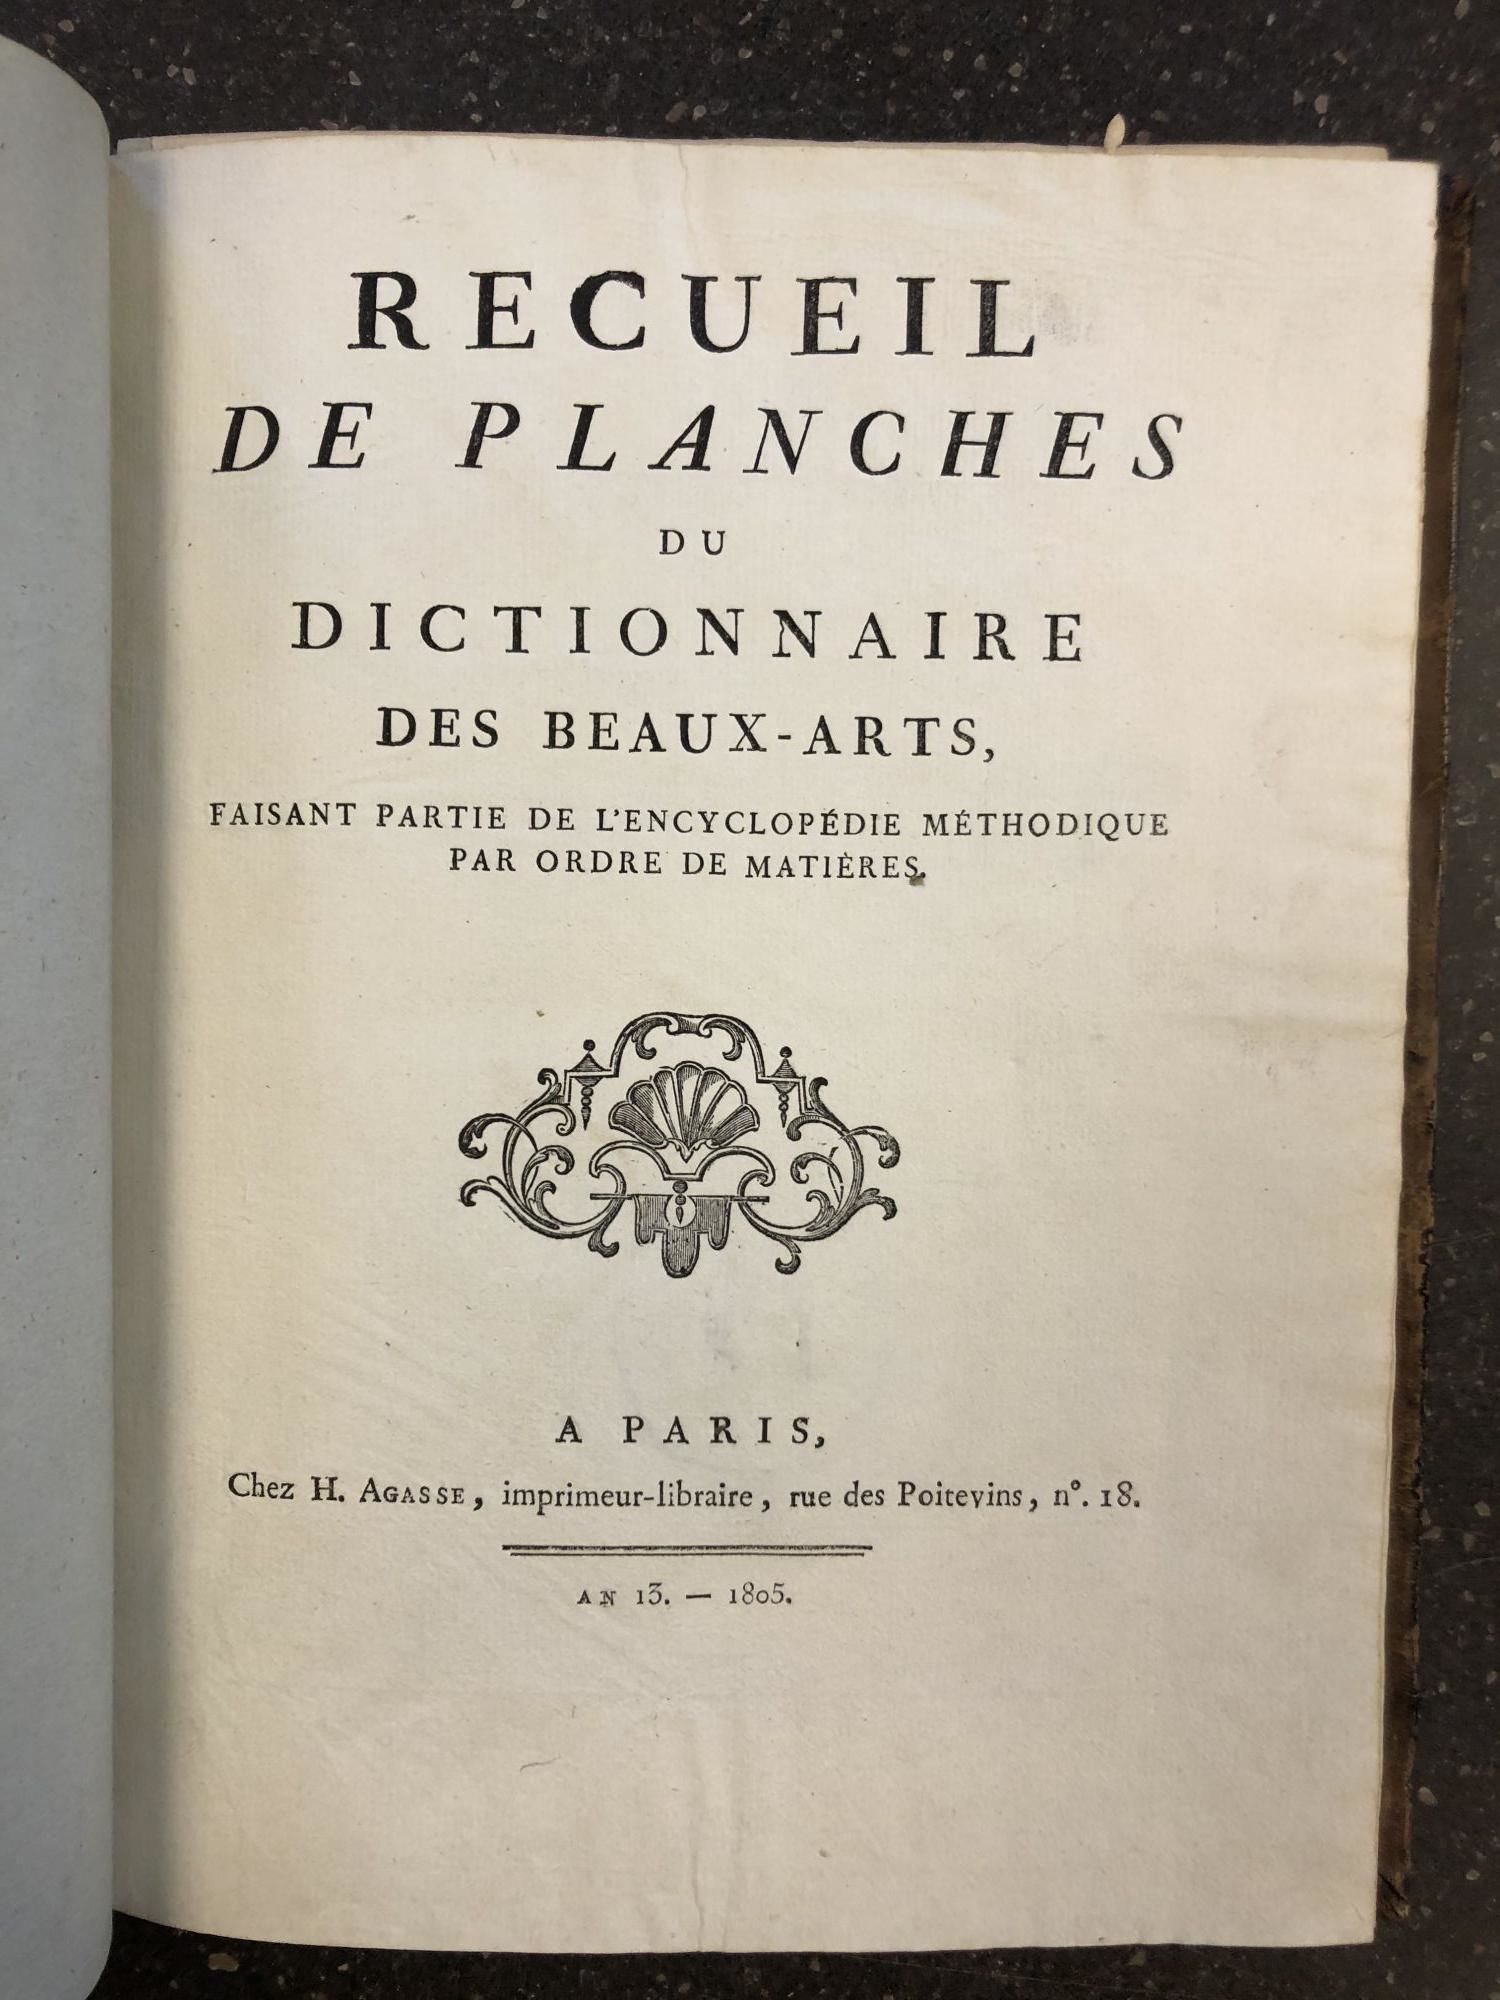 RECUEIL
DE PLANCHES
DU
DICTIONNAIRE
DES BEAUX-ARTS,
FAISANT PARTIE DE L'ENCYCLOPÉDIE MÉTHODIQUE
PAR ORDRE DE MATIÈRES.
A PARIS,
Chez H. AGASSE, imprimeur-libraire, rue des Poitevins, n°. 18.
AN 13. — 1805.